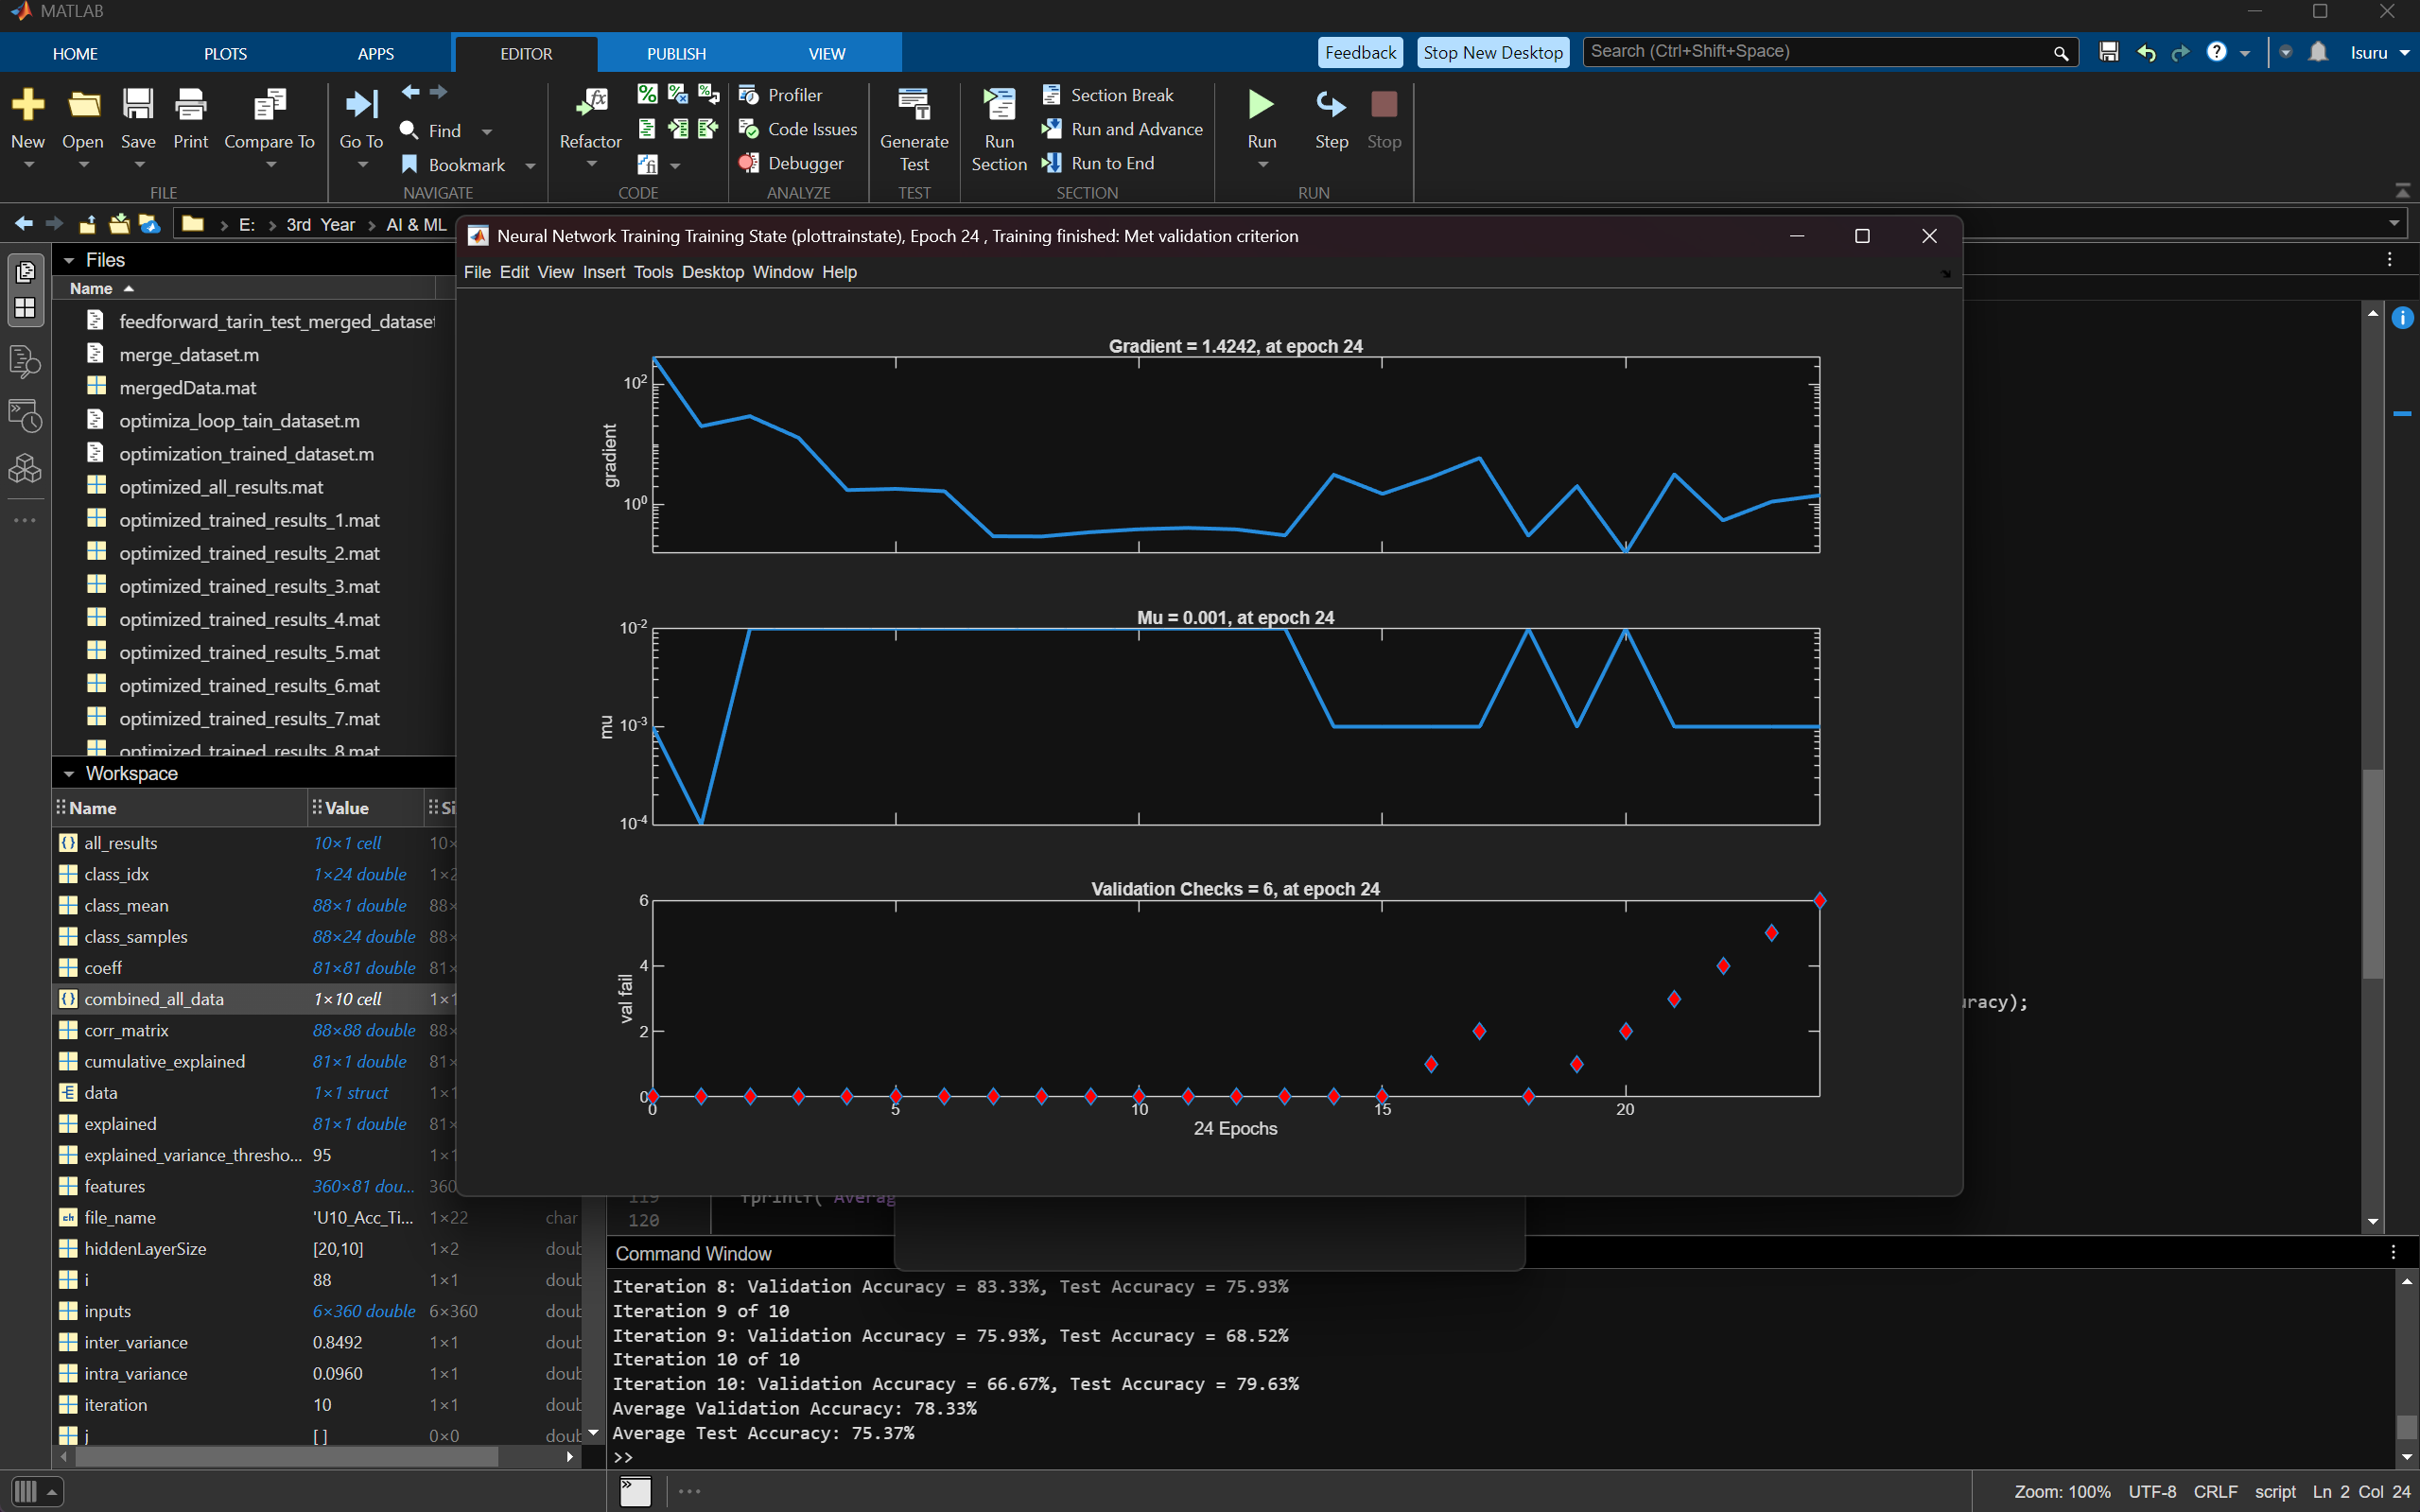 MATLAB
HOME PLOTS APPS EDITOR PUBLISH VIEW Feedback Stop New Desktop Search (Ctrl+Shift+Space) Isuru
New Open Save Print Compare To Go To Find Bookmark Refactor Profiler Code Issues Debugger Generate Test Run Section Section Break Run and Advance Run to End Run Step Stop
FILE NAVIGATE CODE ANALYZE TEST SECTION RUN
E: 3rd Year AI & ML
Neural Network Training Training State (plottrainstate), Epoch 24 , Training finished: Met validation criterion
File Edit View Insert Tools Desktop Window Help
Files
Name
feedforward_tarin_test_merged_dataset
merge_dataset.m
mergedData.mat
optimiza_loop_tain_dataset.m
optimization_trained_dataset.m
optimized_all_results.mat
optimized_trained_results_1.mat
optimized_trained_results_2.mat
optimized_trained_results_3.mat
optimized_trained_results_4.mat
optimized_trained_results_5.mat
optimized_trained_results_6.mat
optimized_trained_results_7.mat
optimized_trained_results_8.mat
Gradient = 1.4242, at epoch 24
gradient
10^2
10^0
Mu = 0.001, at epoch 24
mu
10^-2
10^-3
10^-4
Validation Checks = 6, at epoch 24
val fail
6
4
2
0
0 5 10 15 20
24 Epochs
Workspace
Name Value Si
all_results 10×1 cell 10×
class_idx 1×24 double 1×2
class_mean 88×1 double 88×
class_samples 88×24 double 88×
coeff 81×81 double 81×
combined_all_data 1×10 cell 1×1
corr_matrix 88×88 double 88×
cumulative_explained 81×1 double 81×
data 1×1 struct 1×1
explained 81×1 double 81×
explained_variance_thresho... 95 1×1
features 360×81 dou... 360
file_name 'U10_Acc_Ti... 1×22 char
hiddenLayerSize [20,10] 1×2 doub
i 88 1×1 doub
inputs 6×360 double 6×360 doub
inter_variance 0.8492 1×1 doub
intra_variance 0.0960 1×1 doub
iteration 10 1×1 doub
j [] 0×0 doub
uracy);
119 fprintf( Averag
120
Command Window
Iteration 8: Validation Accuracy = 83.33%, Test Accuracy = 75.93%
Iteration 9 of 10
Iteration 9: Validation Accuracy = 75.93%, Test Accuracy = 68.52%
Iteration 10 of 10
Iteration 10: Validation Accuracy = 66.67%, Test Accuracy = 79.63%
Average Validation Accuracy: 78.33%
Average Test Accuracy: 75.37%
>>
Zoom: 100% UTF-8 CRLF script Ln 2 Col 24